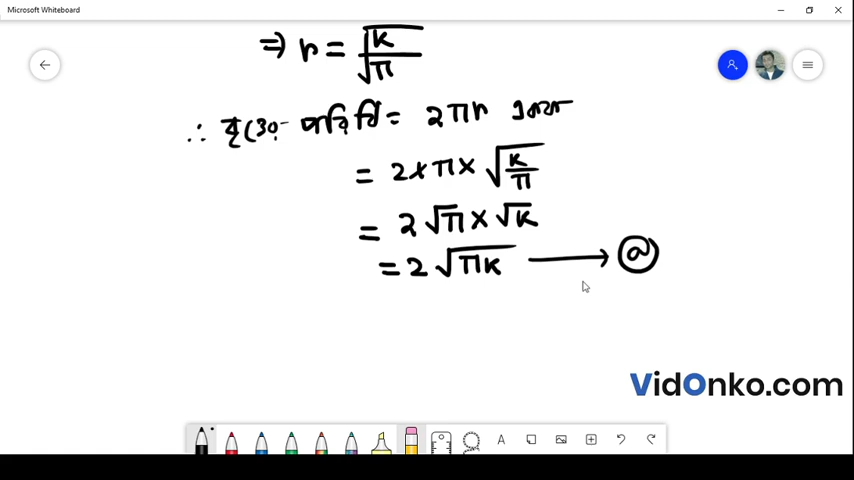 Microsoft Whiteboard
⇒ r = √K/√π
∴ বৃত্তের পরিধি = 2πr একক
= 2 × π × √(K/π)
= 2√π × √K
= 2√πK → @
VidOnko.com